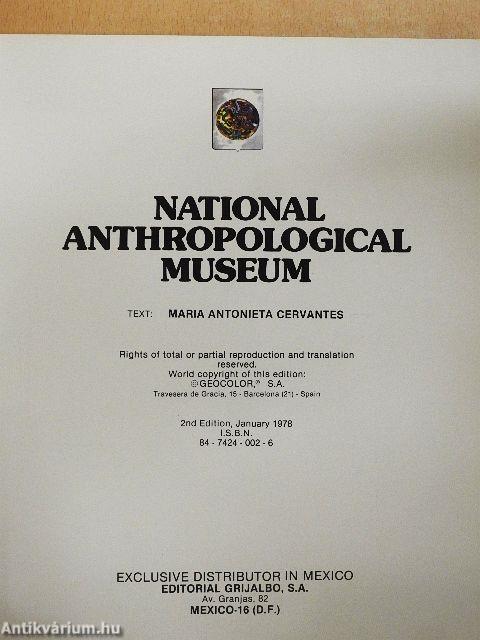 NATIONAL
ANTHROPOLOGICAL
MUSEUM
TEXT: MARIA ANTONIETA CERVANTES
Rights of total or partial reproduction and translation
reserved.
World copyright of this edition:
© GEOCOLOR,® S.A.
Travesera de Gracia, 15 - Barcelona (21) - Spain
2nd Edition, January 1978
I.S.B.N.
84 - 7424 - 002 - 6
EXCLUSIVE DISTRIBUTOR IN MEXICO
EDITORIAL GRIJALBO, S.A.
Av. Granjas, 82
MEXICO-16 (D.F.)
Antikvárium.hu